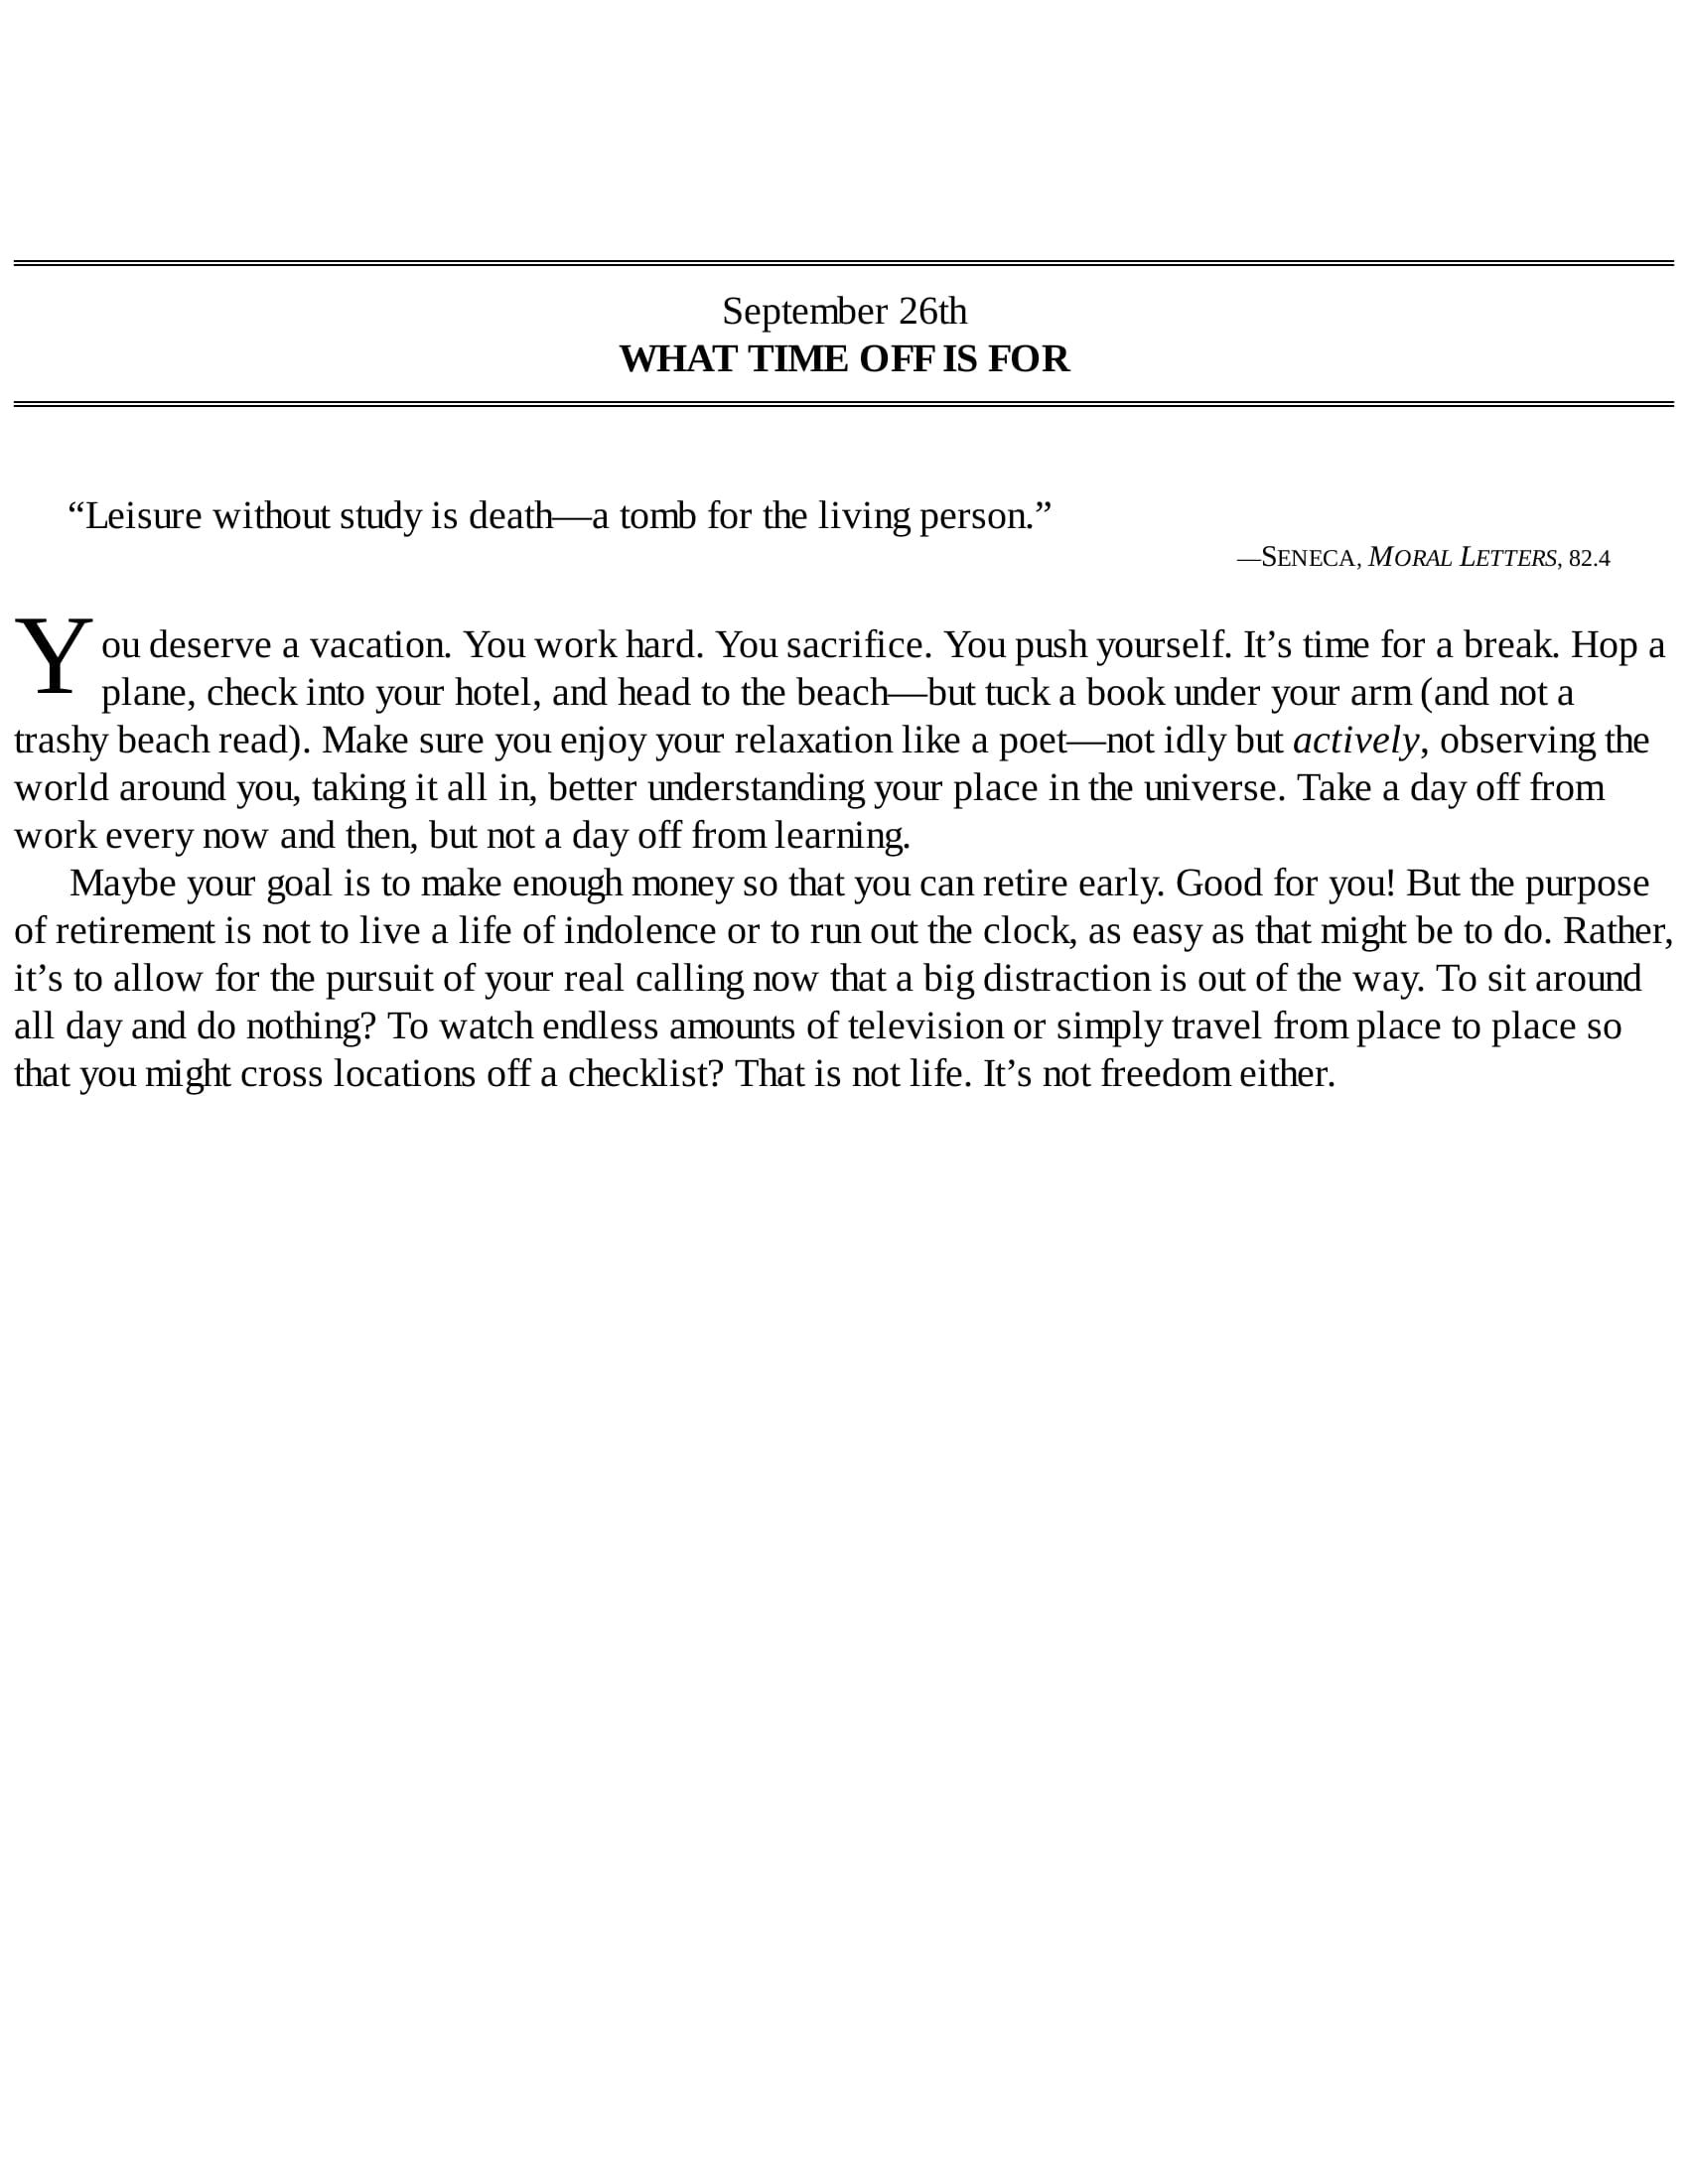 September 26th
WHAT TIME OFF IS FOR
“Leisure without study is death—a tomb for the living person.”
—SENECA, MORAL LETTERS, 82.4
You deserve a vacation. You work hard. You sacrifice. You push yourself. It’s time for a break. Hop a
plane, check into your hotel, and head to the beach—but tuck a book under your arm (and not a
trashy beach read). Make sure you enjoy your relaxation like a poet—not idly but actively, observing the
world around you, taking it all in, better understanding your place in the universe. Take a day off from
work every now and then, but not a day off from learning.
Maybe your goal is to make enough money so that you can retire early. Good for you! But the purpose
of retirement is not to live a life of indolence or to run out the clock, as easy as that might be to do. Rather,
it’s to allow for the pursuit of your real calling now that a big distraction is out of the way. To sit around
all day and do nothing? To watch endless amounts of television or simply travel from place to place so
that you might cross locations off a checklist? That is not life. It’s not freedom either.